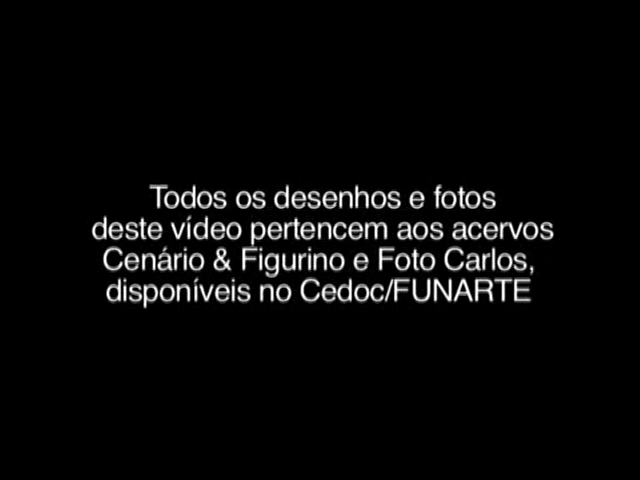 Todos os desenhos e fotos
deste vídeo pertencem aos acervos
Cenário & Figurino e Foto Carlos,
disponíveis no Cedoc/FUNARTE